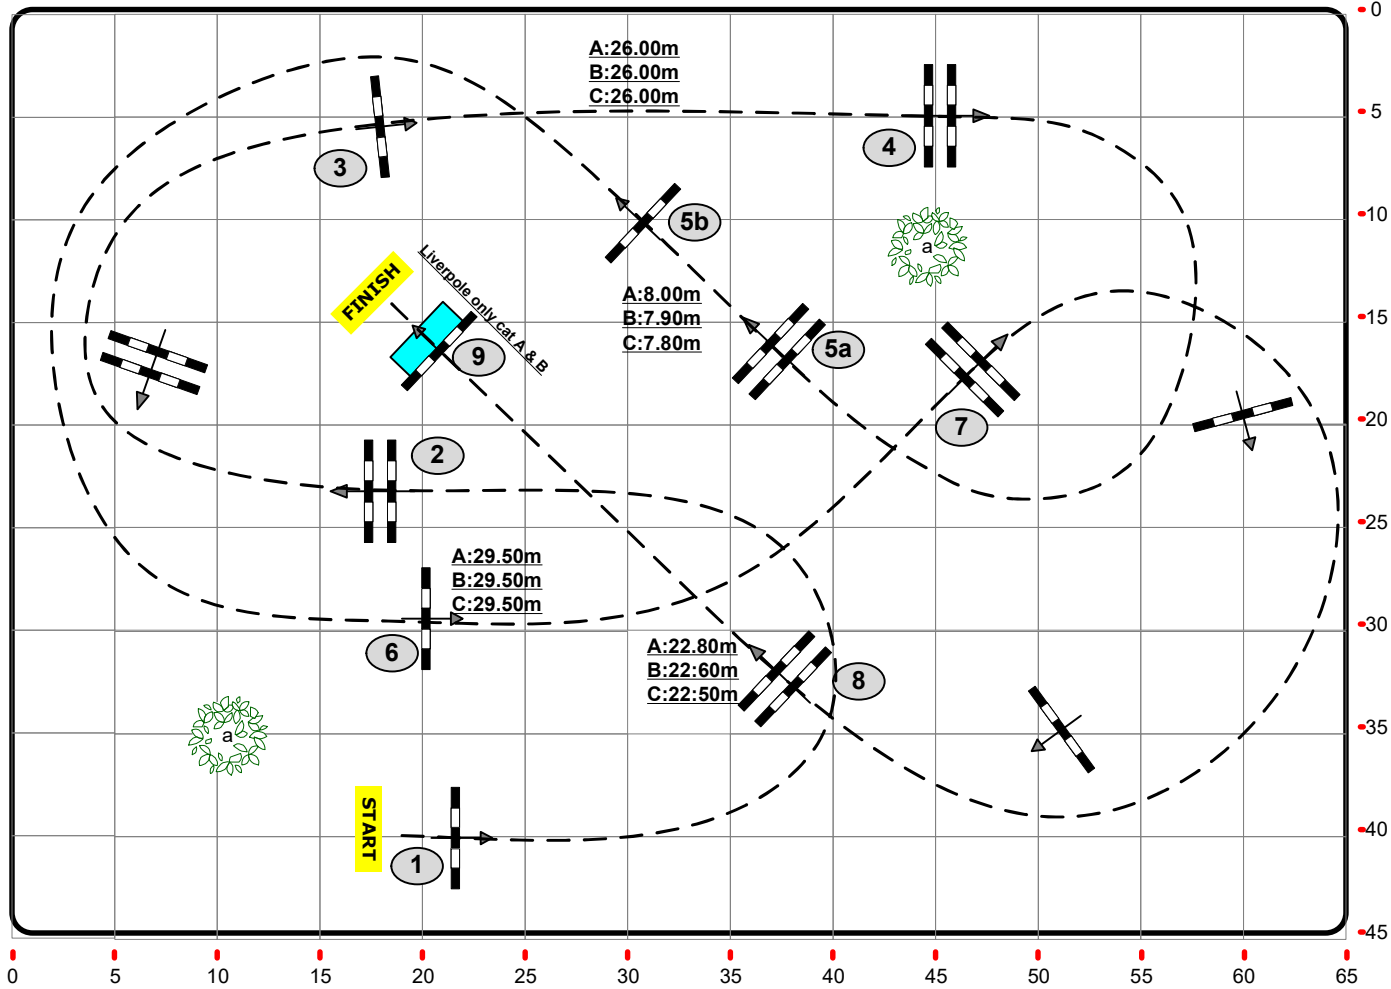 0
A:26.00m
B:26.00m
C:26.00m
5
3
4
5b
10
a
FINISH
Liverpole only cat A & B
A:8.00m
B:7.90m
C:7.80m
15
5a
9
7
20
2
25
A:29.50m
B:29.50m
C:29.50m
6
30
A:22.80m
B:22:60m
C:22:50m
8
a
35
START
40
1
45
0 5 10 15 20 25 30 35 40 45 50 55 60 65